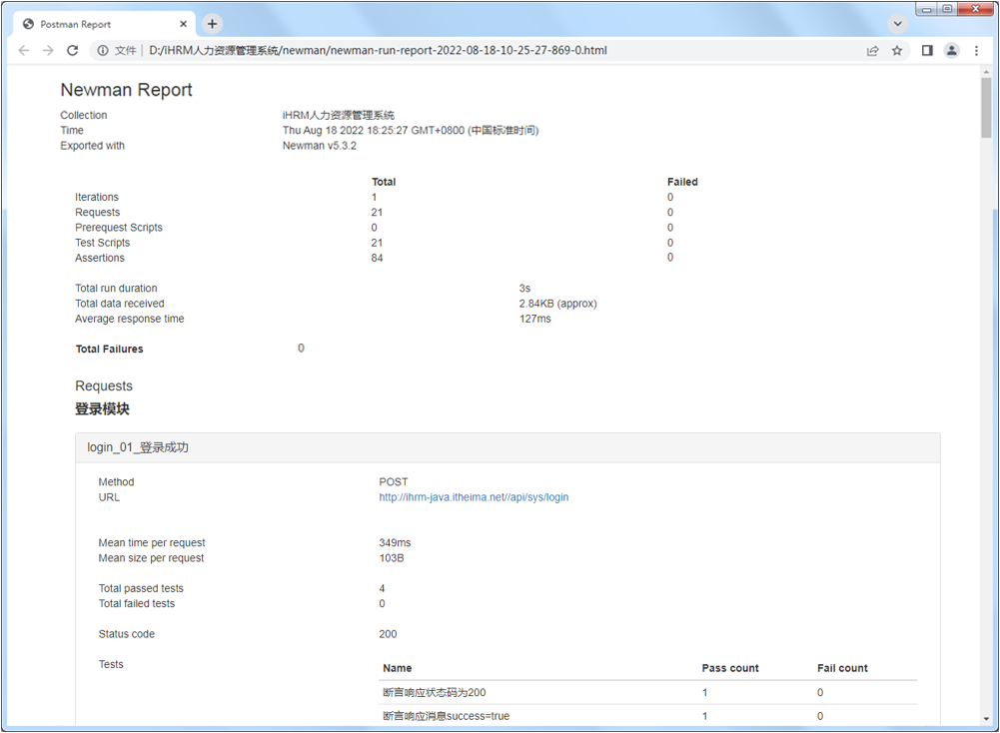 Postman Report
文件 D:/iHRM人力资源管理系统/newman/newman-run-report-2022-08-18-10-25-27-869-0.html
Newman Report
Collection iHRM人力资源管理系统
Time Thu Aug 18 2022 18:25:27 GMT+0800 (中国标准时间)
Exported with Newman v5.3.2
Total Failed
Iterations 1 0
Requests 21 0
Prerequest Scripts 0 0
Test Scripts 21 0
Assertions 84 0
Total run duration 3s
Total data received 2.84KB (approx)
Average response time 127ms
Total Failures 0
Requests
登录模块
login_01_登录成功
Method POST
URL http://ihrm-java.itheima.net//api/sys/login
Mean time per request 349ms
Mean size per request 103B
Total passed tests 4
Total failed tests 0
Status code 200
Tests Name Pass count Fail count
断言响应状态码为200 1 0
断言响应消息success=true 1 0